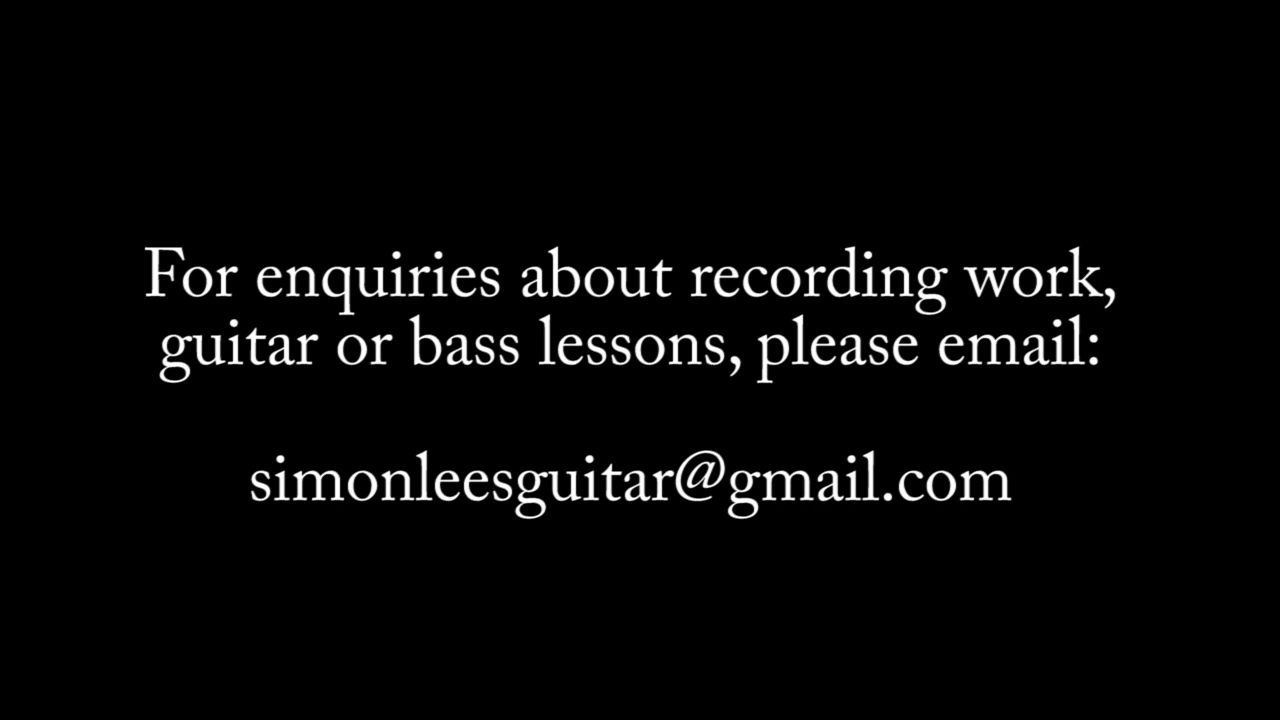 For enquiries about recording work,
guitar or bass lessons, please email:
simonleesguitar@gmail.com